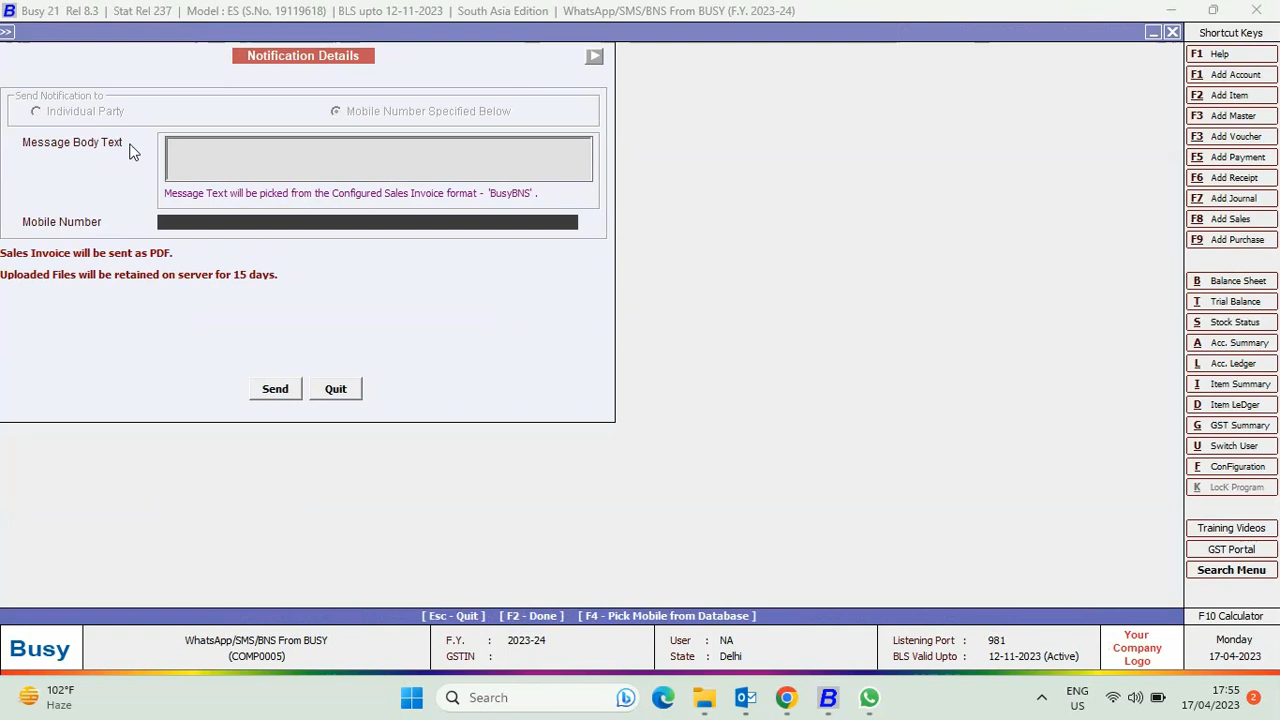 Busy 21 Rel 8.3 | Stat Rel 237 | Model : ES (S.No. 19119618) | BLS upto 12-11-2023 | South Asia Edition | WhatsApp/SMS/BNS From BUSY (F.Y. 2023-24)
>>
Shortcut Keys
Notification Details
Send Notification to
Individual Party
Mobile Number Specified Below
Message Body Text
Message Text will be picked from the Configured Sales Invoice format - 'BusyBNS' .
Mobile Number
Sales Invoice will be sent as PDF.
Uploaded Files will be retained on server for 15 days.
Send
Quit
F1 Help
F1 Add Account
F2 Add Item
F3 Add Master
F3 Add Voucher
F5 Add Payment
F6 Add Receipt
F7 Add Journal
F8 Add Sales
F9 Add Purchase
B Balance Sheet
T Trial Balance
S Stock Status
A Acc. Summary
L Acc. Ledger
I Item Summary
D Item LeDger
G GST Summary
U Switch User
F ConFiguration
K LocK Program
Training Videos
GST Portal
Search Menu
[ Esc - Quit ] [ F2 - Done ] [ F4 - Pick Mobile from Database ]
F10 Calculator
Busy
WhatsApp/SMS/BNS From BUSY
(COMP0005)
F.Y. : 2023-24
GSTIN :
User : NA
State : Delhi
Listening Port : 981
BLS Valid Upto : 12-11-2023 (Active)
Your
Company
Logo
Monday
17-04-2023
102°F
Haze
Search
ENG
US
17:55
17/04/2023
2